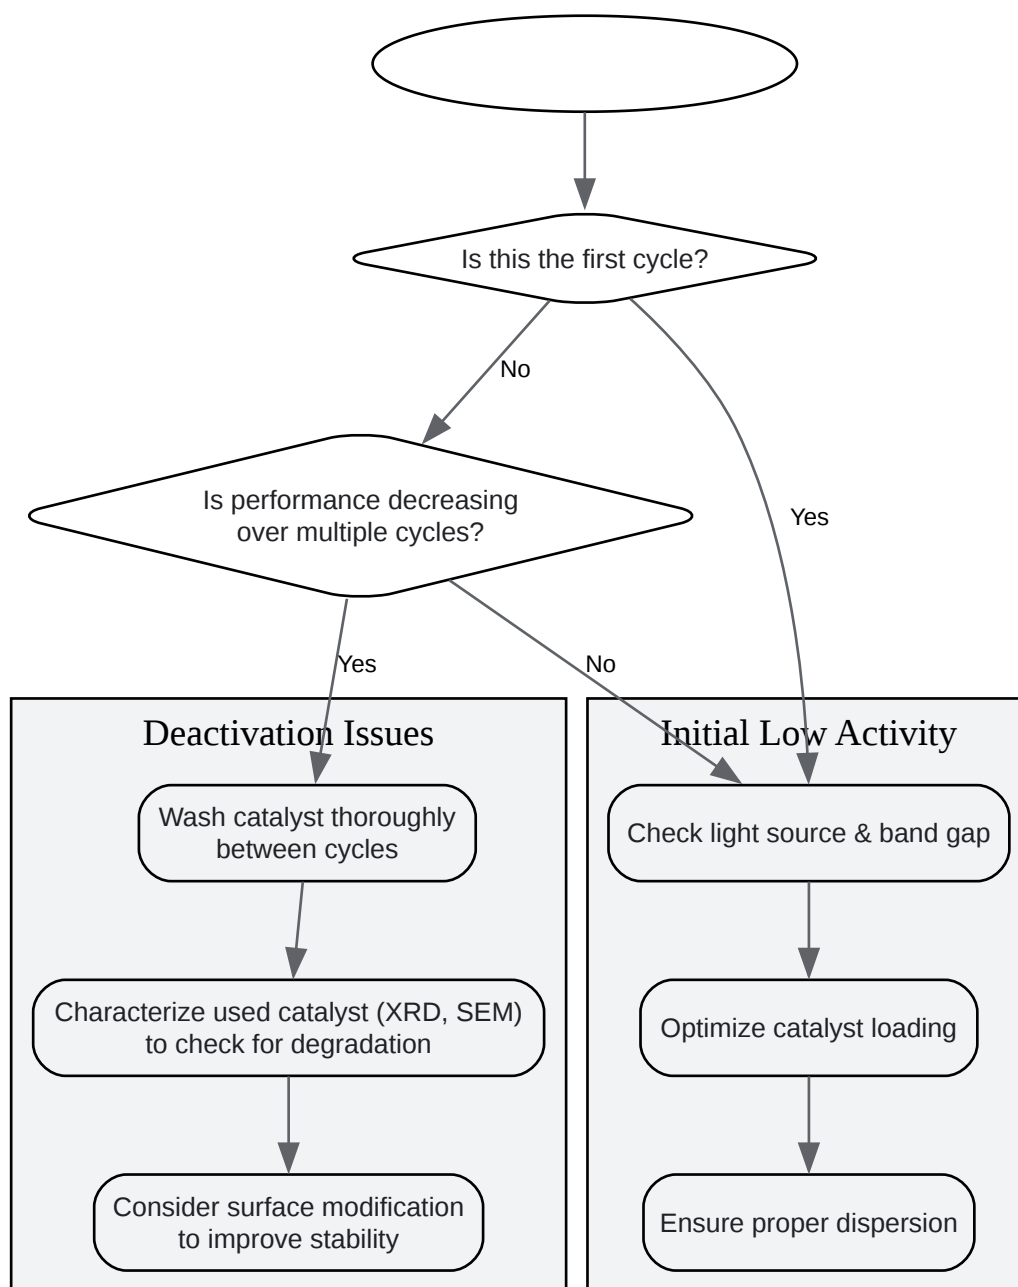 Is this the first cycle?
No
Is performance decreasing
over multiple cycles?
Yes
Yes
No
Deactivation Issues
Initial Low Activity
Wash catalyst thoroughly
between cycles
Check light source & band gap
Characterize used catalyst (XRD, SEM)
to check for degradation
Optimize catalyst loading
Consider surface modification
to improve stability
Ensure proper dispersion